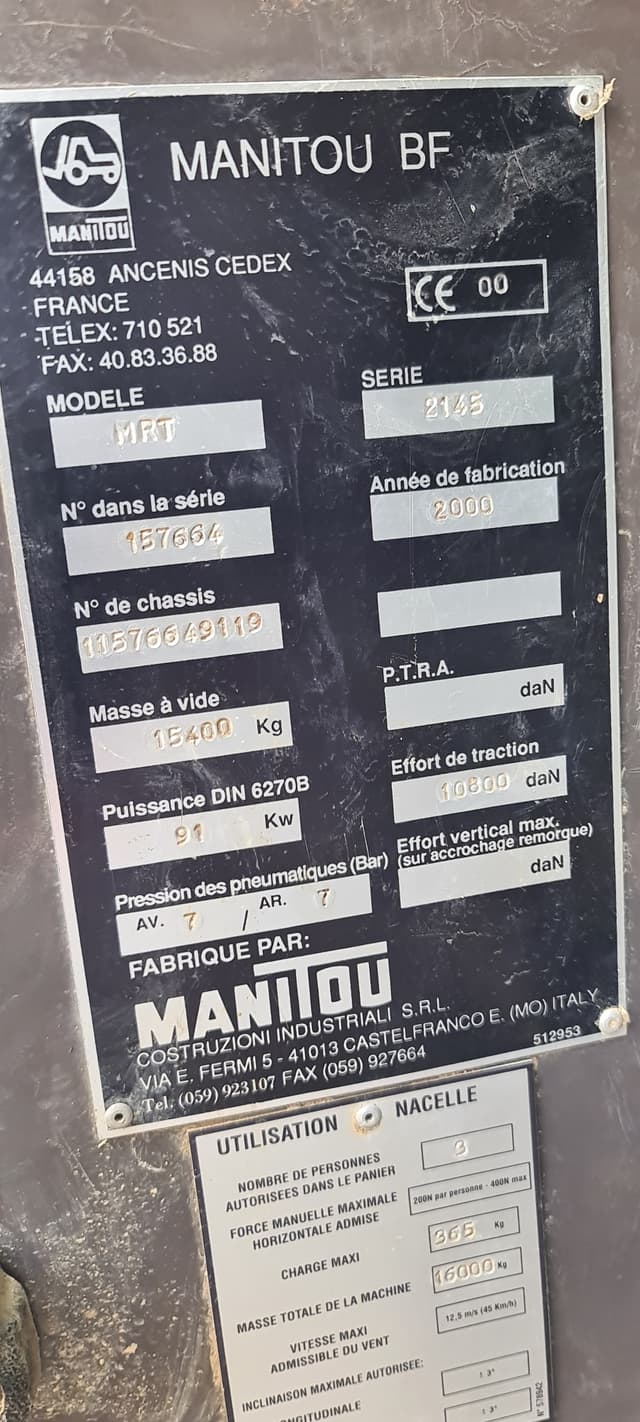 MANITOU BF
MANITOU
44158 ANCENIS CEDEX
FRANCE
TELEX: 710 521
FAX: 40.83.36.88
CE 00
MODELE
MRT
SERIE
2145
N° dans la série
157664
Année de fabrication
2000
N° de chassis
11576649119
Masse à vide
15400 Kg
P.T.R.A.
daN
Puissance DIN 6270B
91 Kw
Effort de traction
10800 daN
Pression des pneumatiques (Bar)
AV. 7 / AR. 7
Effort vertical max.
(sur accrochage remorque)
daN
FABRIQUE PAR:
MANITOU
COSTRUZIONI INDUSTRIALI S.R.L.
VIA E. FERMI 5 - 41013 CASTELFRANCO E. (MO) ITALY
Tel. (059) 923107 FAX (059) 927664
512953
UTILISATION NACELLE
NOMBRE DE PERSONNES
AUTORISEES DANS LE PANIER
3
FORCE MANUELLE MAXIMALE
HORIZONTALE ADMISE
200N par personne - 400N max
CHARGE MAXI
365 Kg
MASSE TOTALE DE LA MACHINE
16000 Kg
VITESSE MAXI
ADMISSIBLE DU VENT
12,5 m/s (45 Km/h)
INCLINAISON MAXIMALE AUTORISEE:
± 3°
LONGITUDINALE
± 3°
N° 578942